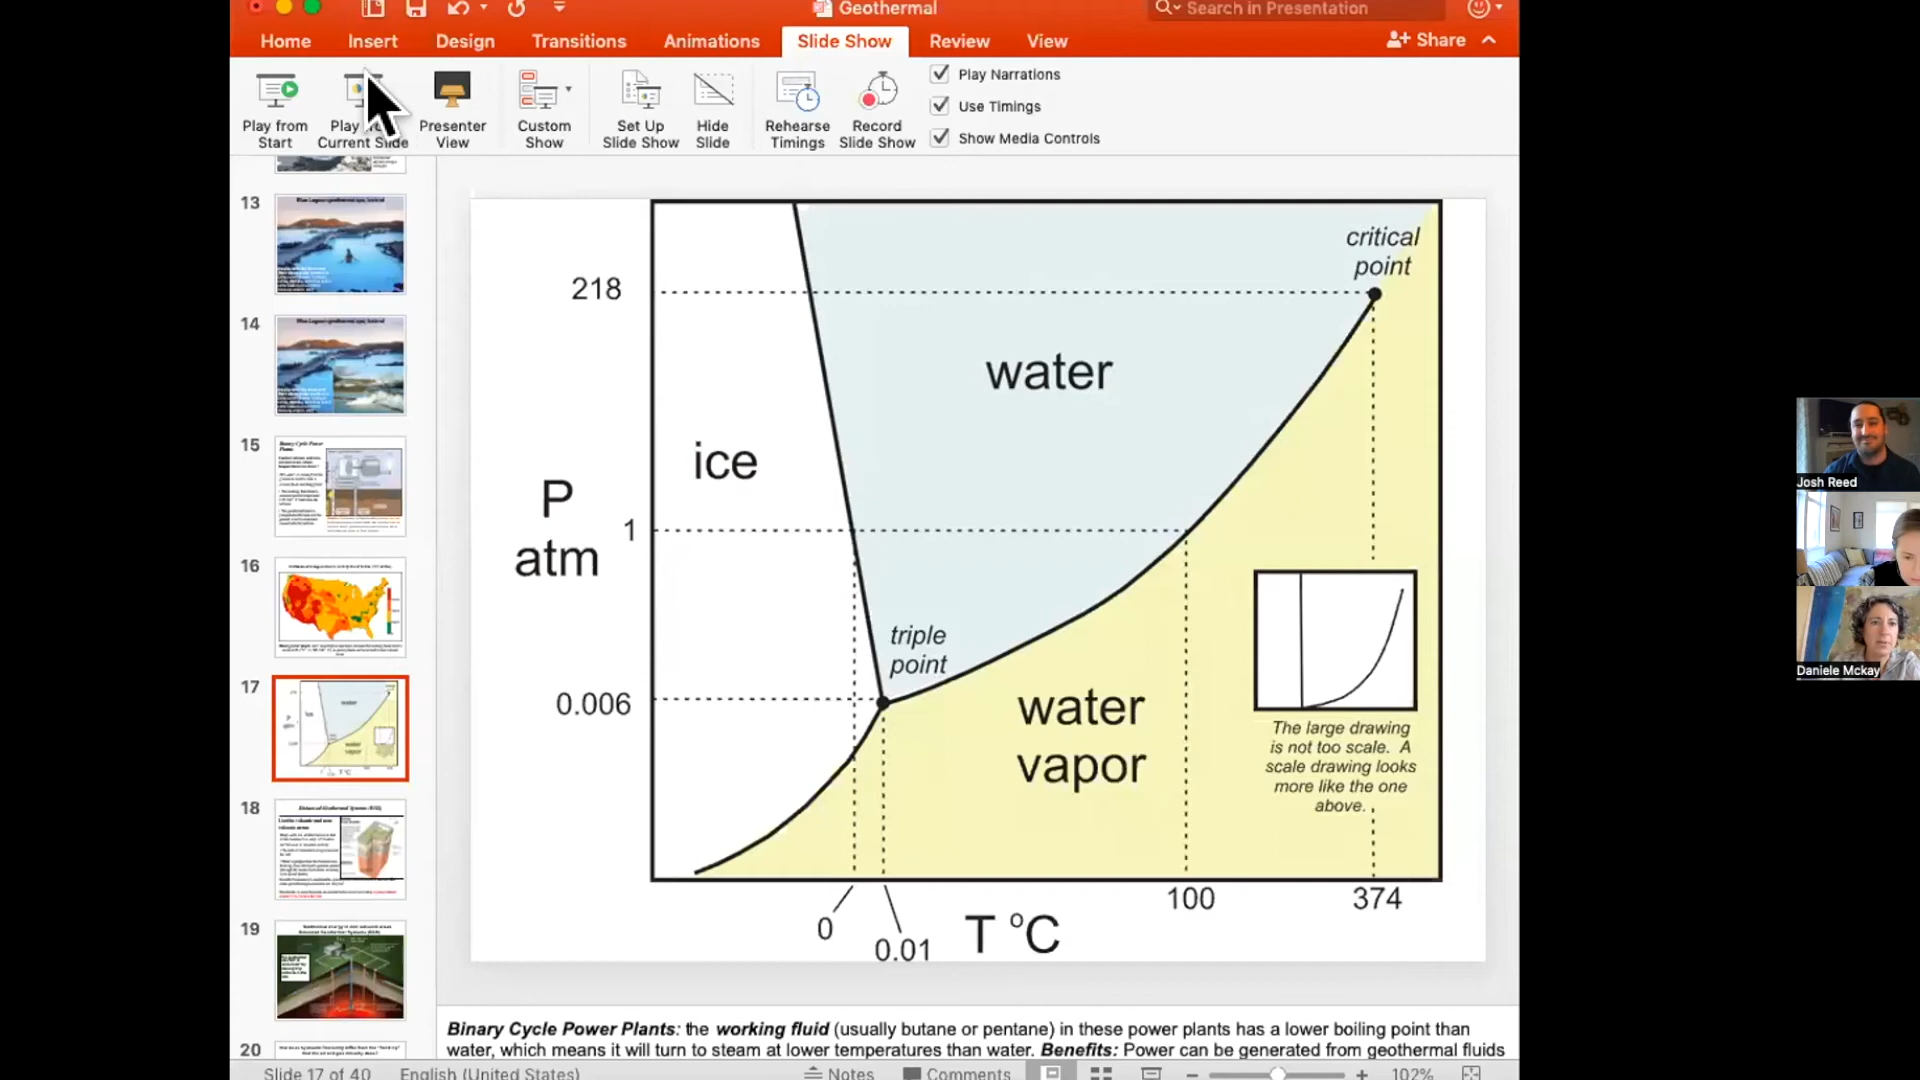 Geothermal
Search in Presentation
Home Insert Design Transitions Animations Slide Show Review View
Share
Play from Start
Play from Current Slide
Presenter View
Custom Show
Set Up Slide Show
Hide Slide
Rehearse Timings
Record Slide Show
Play Narrations
Use Timings
Show Media Controls
13
14
15
16
17
18
19
20
critical
point
218
water
ice
P
atm
1
triple
point
0.006
water
vapor
The large drawing
is not too scale. A
scale drawing looks
more like the one
above.
0
0.01
T °C
100
374
Josh Reed
Daniele Mckay
Binary Cycle Power Plants: the working fluid (usually butane or pentane) in these power plants has a lower boiling point than
water, which means it will turn to steam at lower temperatures than water. Benefits: Power can be generated from geothermal fluids
Slide 17 of 40 English (United States) Notes Comments 102%